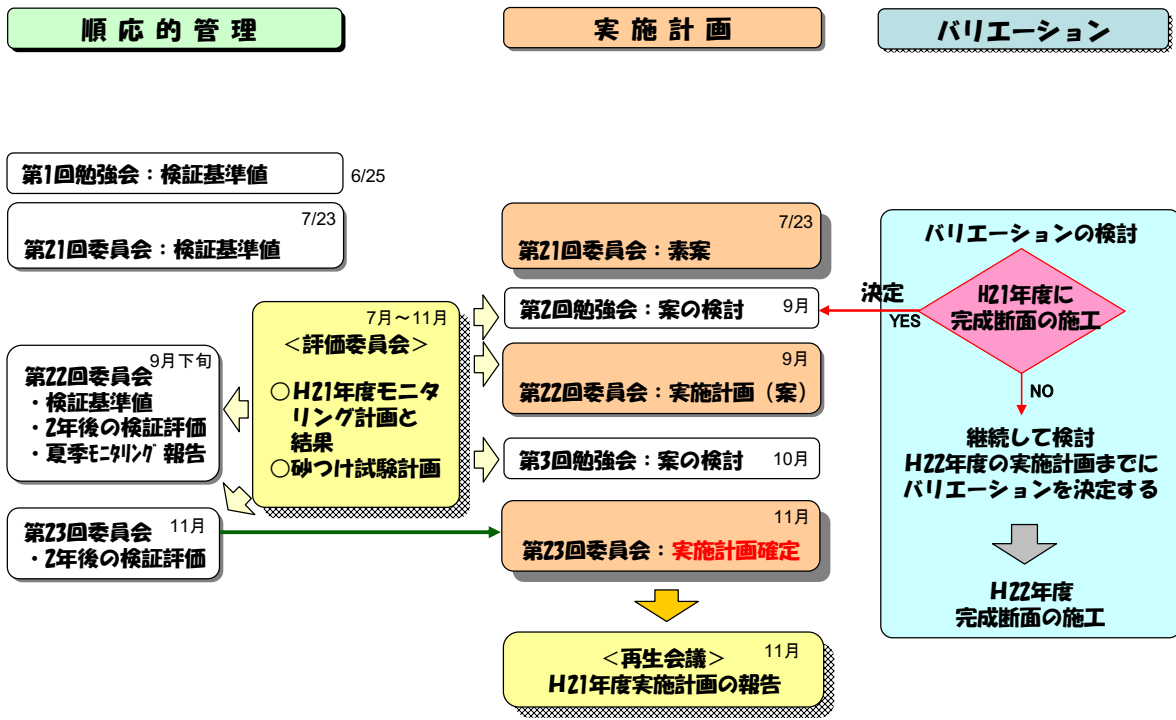 順応的管理
実施計画
バリエーション
第1回勉強会：検証基準値
6/25
7/23
第21回委員会：検証基準値
7/23
第21回委員会：素案
7月～11月
＜評価委員会＞
○H21年度モニタ
リング計画と
結果
○砂つけ試験計画
第2回勉強会：案の検討 9月
9月
第22回委員会：実施計画（案）
第3回勉強会：案の検討 10月
9月下旬
第22回委員会
・検証基準値
・2年後の検証評価
・夏季ﾓﾆﾀﾘﾝｸﾞ 報告
第23回委員会 11月
・2年後の検証評価
11月
第23回委員会：実施計画確定
＜再生会議＞ 11月
H21年度実施計画の報告
バリエーションの検討
H21年度に
完成断面の施工
決定
YES
NO
継続して検討
H22年度の実施計画までに
バリエーションを決定する
H22年度
完成断面の施工